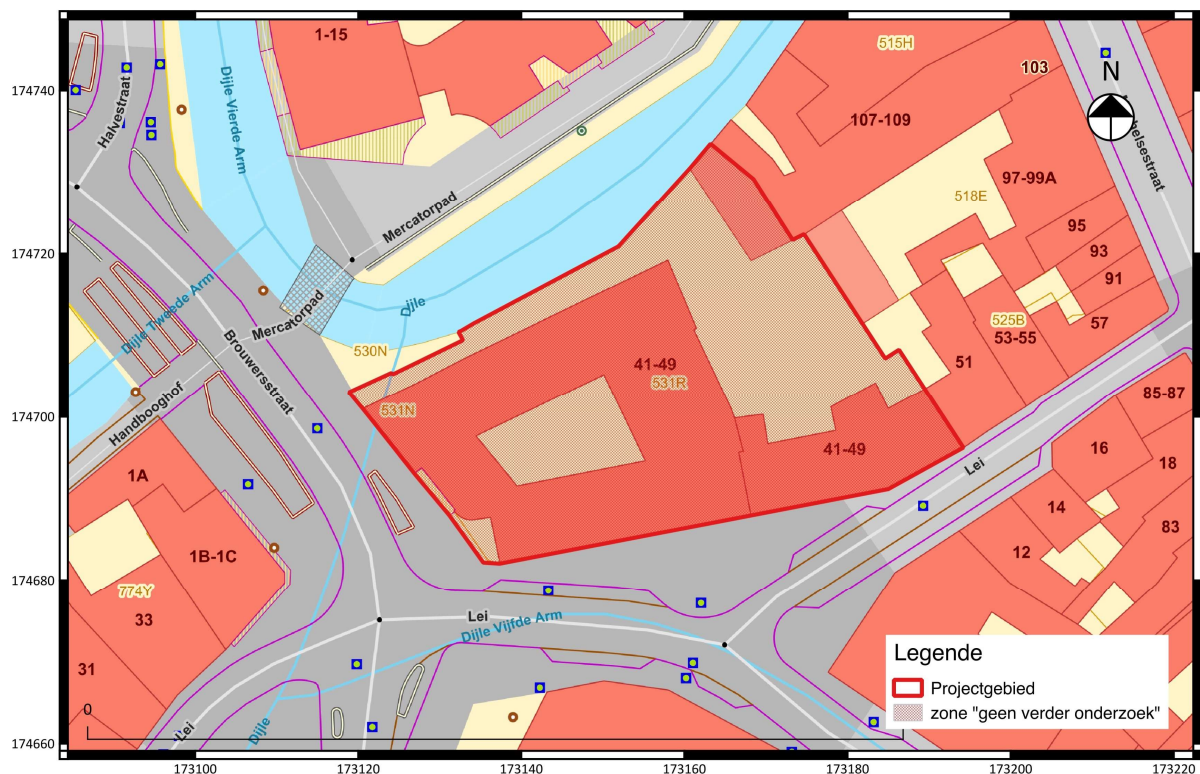 1-15
515H
103
N
174740
Halvestraat
Dijle Vierde Arm
107-109
97-99A
518E
Mercatorpad
95
93
91
174720
Dijle Tweede Arm
Mercatorpad
Dijle
57
525B
53-55
51
530N
Brouwersstraat
41-49
531R
531N
85-87
174700
Handbooghof
41-49
16
18
Lei
1A
14
83
1B-1C
12
774Y
33
174680
Lei
Dijle Vijfde Arm
31
Legende
Projectgebied
zone "geen verder onderzoek"
0
Lei
Dijle
174660
173100
173120
173140
173160
173180
173200
173220